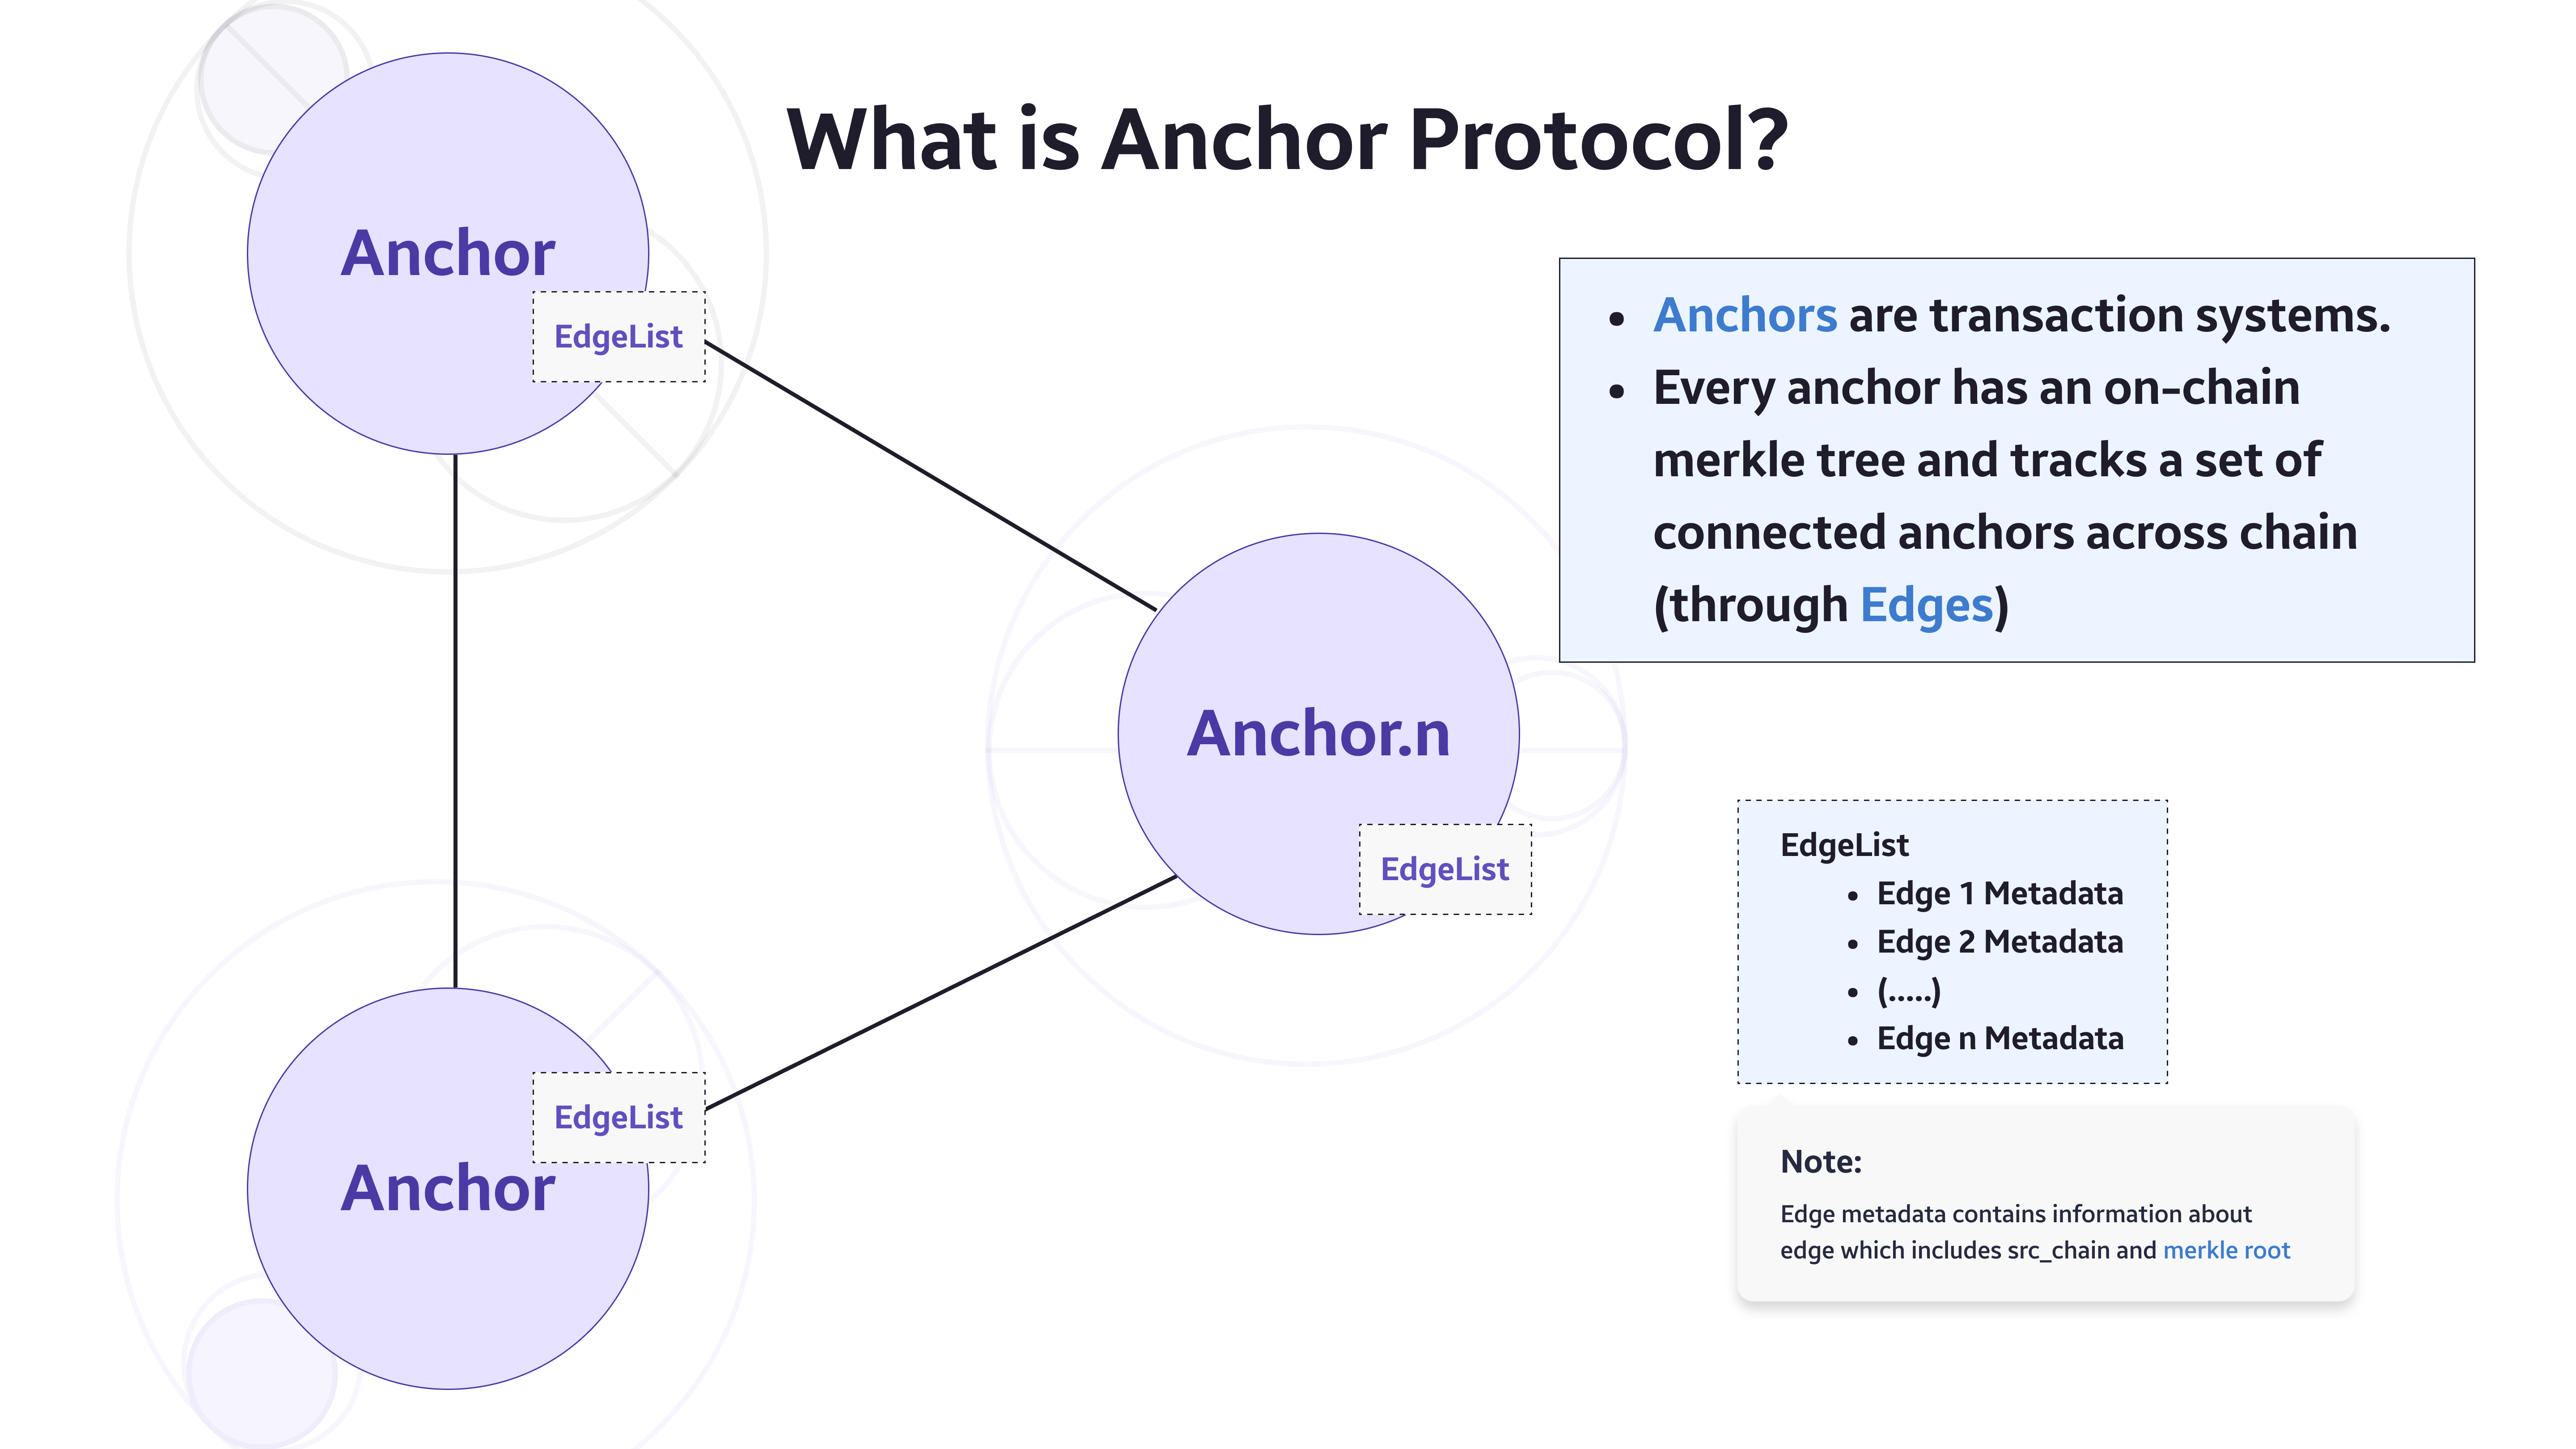 What is Anchor Protocol?
Anchor
EdgeList
• Anchors are transaction systems.
• Every anchor has an on-chain
merkle tree and tracks a set of
connected anchors across chain
(through Edges)
Anchor.n
EdgeList
EdgeList
• Edge 1 Metadata
• Edge 2 Metadata
• (.....)
• Edge n Metadata
EdgeList
Anchor
Note:
Edge metadata contains information about
edge which includes src_chain and merkle root